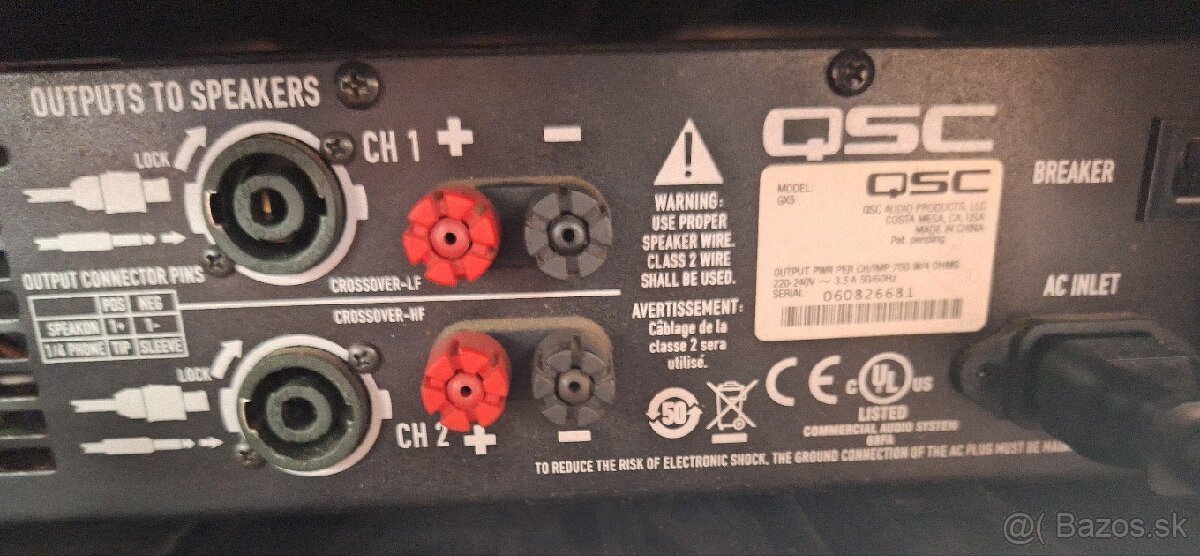 OUTPUTS TO SPEAKERS
LOCK
CH 1 + −
CROSSOVER-LF
OUTPUT CONNECTOR PINS
POS NEG
SPEAKON 1+ 1-
1/4 PHONE TIP SLEEVE
CROSSOVER-HF
LOCK
CH 2 + −
WARNING:
USE PROPER
SPEAKER WIRE.
CLASS 2 WIRE
SHALL BE USED.
AVERTISSEMENT:
Câblage de la
classe 2 sera
utilisé.
50
QSC
MODEL:
GX5
QSC
QSC AUDIO PRODUCTS, LLC
COSTA MESA, CA, USA
MADE IN CHINA
Pat. pending.
OUTPUT PWR PER CH/IMP 700 W/4 OHMS
220-240V ~ 3.5 A 50/60Hz
SERIAL 060826681
CE
C UL US
LISTED
COMMERCIAL AUDIO SYSTEM
BREAKER
AC INLET
TO REDUCE THE RISK OF ELECTRONIC SHOCK, THE GROUND CONNECTION OF THE AC PLUG MUST BE
@( Bazos.sk